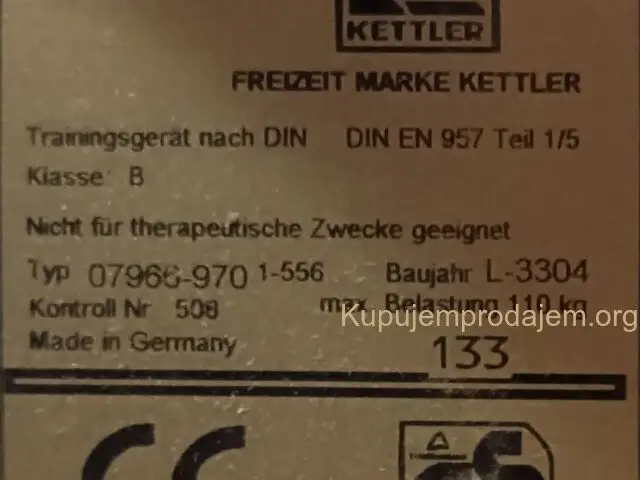 KETTLER
FREIZEIT MARKE KETTLER
Trainingsgerät nach DIN DIN EN 957 Teil 1/5
Klasse: B
Nicht für therapeutische Zwecke geeignet
Typ 07966-970 1-556 Baujahr L-3304
Kontroll Nr 508 max. Belastung 110 kg
Kupujemprodajem.org
Made in Germany 133
CE
GS